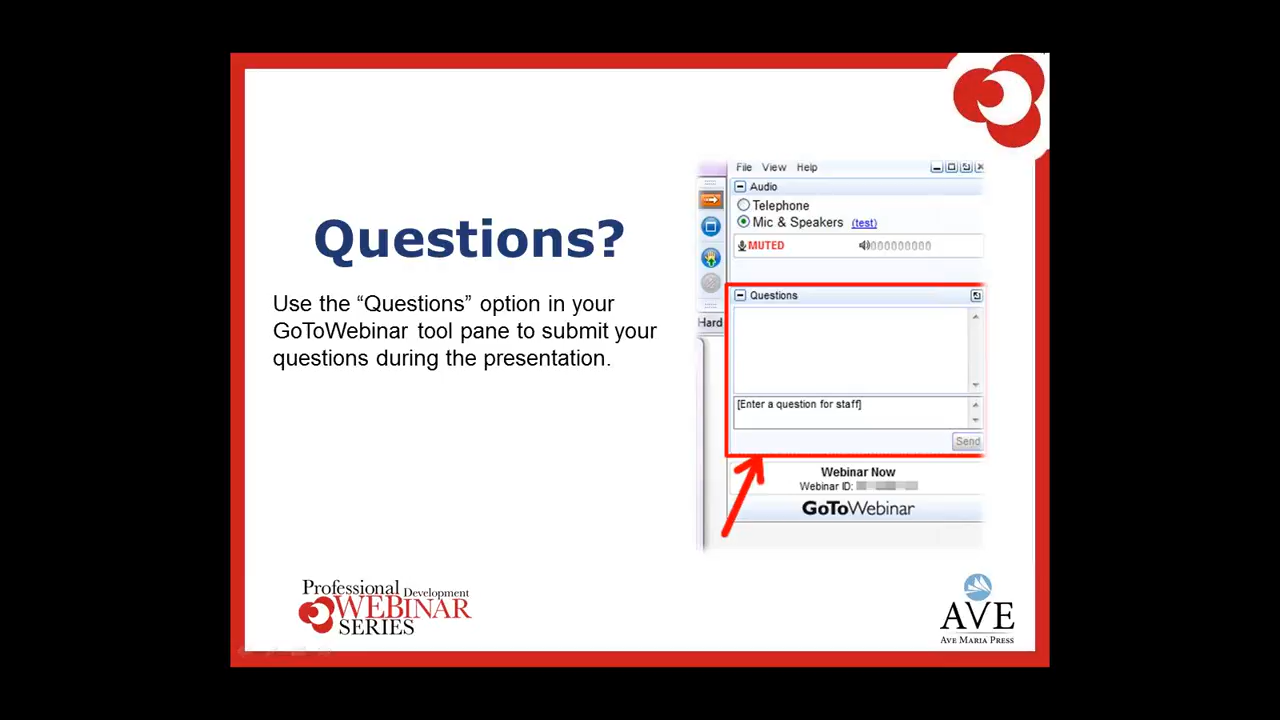 Questions?
Use the “Questions” option in your
GoToWebinar tool pane to submit your
questions during the presentation.
File View Help
Audio
Telephone
Mic & Speakers (test)
MUTED
Questions
Hard
[Enter a question for staff]
Send
Webinar Now
Webinar ID:
GoToWebinar
Professional Development
WEBINAR
SERIES
AVE
AVE MARIA PRESS